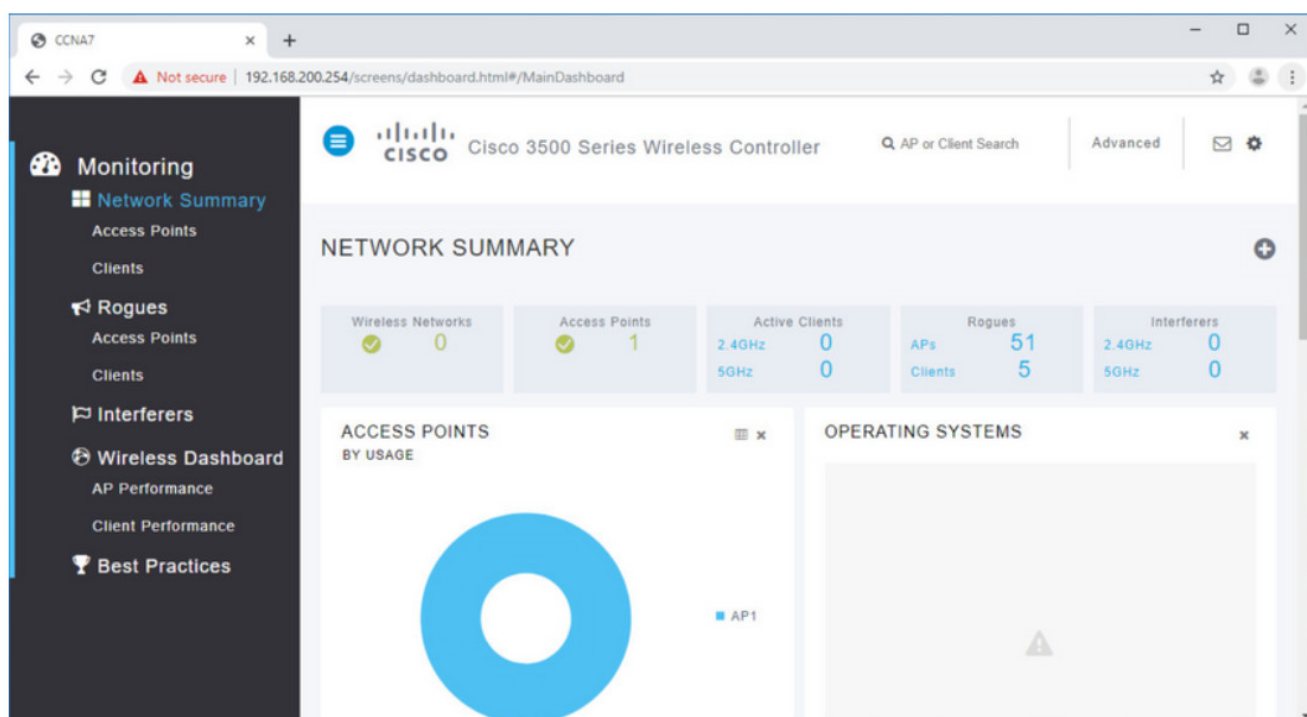 CCNA7
Not secure | 192.168.200.254/screens/dashboard.html#/MainDashboard
CISCO Cisco 3500 Series Wireless Controller
AP or Client Search
Advanced
Monitoring
Network Summary
Access Points
Clients
Rogues
Access Points
Clients
Interferers
Wireless Dashboard
AP Performance
Client Performance
Best Practices
NETWORK SUMMARY
Wireless Networks
0
Access Points
1
Active Clients
2.4GHz 0
5GHz 0
Rogues
APs 51
Clients 5
Interferers
2.4GHz 0
5GHz 0
ACCESS POINTS
BY USAGE
AP1
OPERATING SYSTEMS